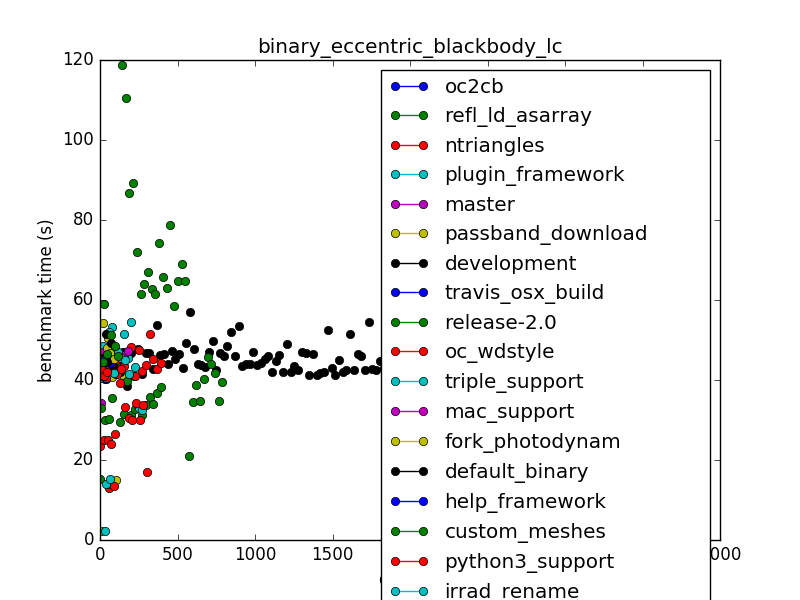 binary_eccentric_blackbody_lc
benchmark time (s)
120
100
80
60
40
20
0
0
500
1000
1500
000
oc2cb
refl_ld_asarray
ntriangles
plugin_framework
master
passband_download
development
travis_osx_build
release-2.0
oc_wdstyle
triple_support
mac_support
fork_photodynam
default_binary
help_framework
custom_meshes
python3_support
irrad_rename